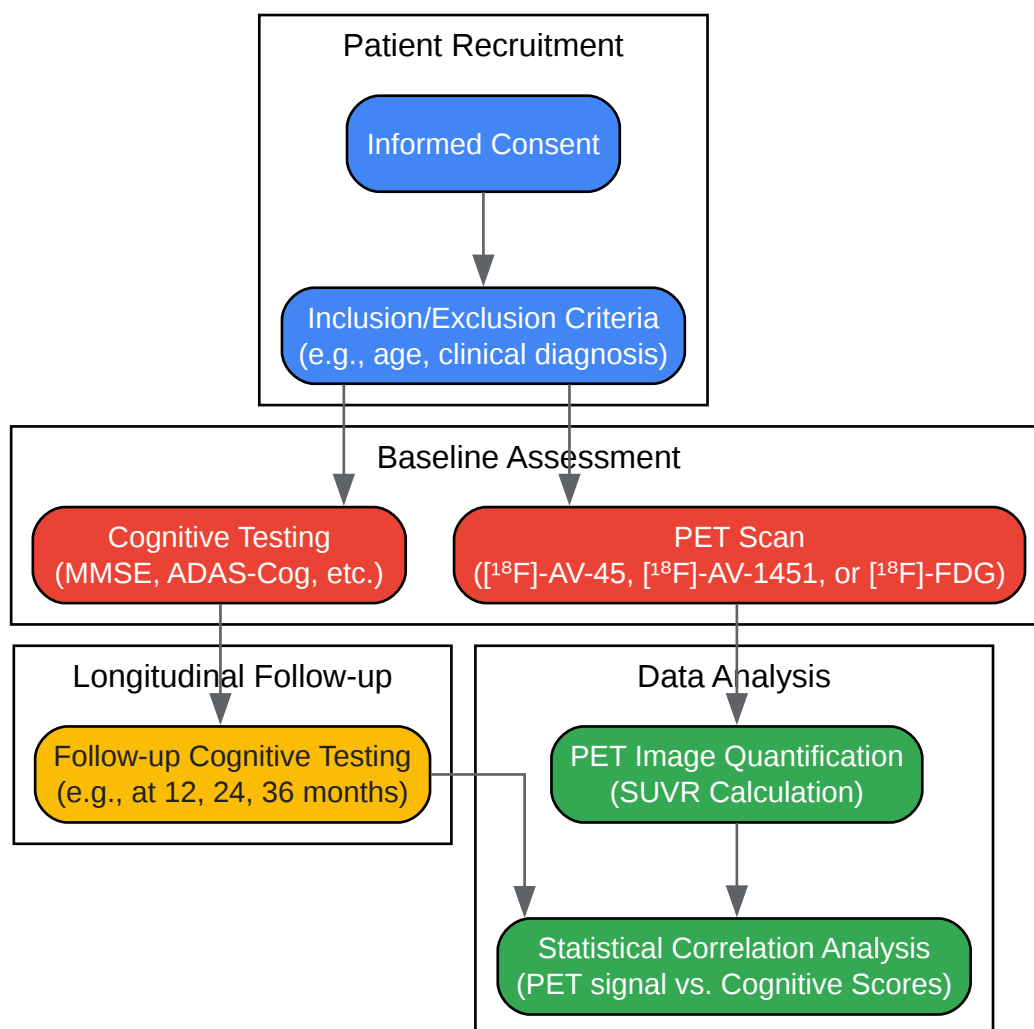 Patient Recruitment
Informed Consent
Inclusion/Exclusion Criteria
(e.g., age, clinical diagnosis)
Baseline Assessment
Cognitive Testing
(MMSE, ADAS-Cog, etc.)
PET Scan
([¹⁸F]-AV-45, [¹⁸F]-AV-1451, or [¹⁸F]-FDG)
Longitudinal Follow-up
Follow-up Cognitive Testing
(e.g., at 12, 24, 36 months)
Data Analysis
PET Image Quantification
(SUVR Calculation)
Statistical Correlation Analysis
(PET signal vs. Cognitive Scores)